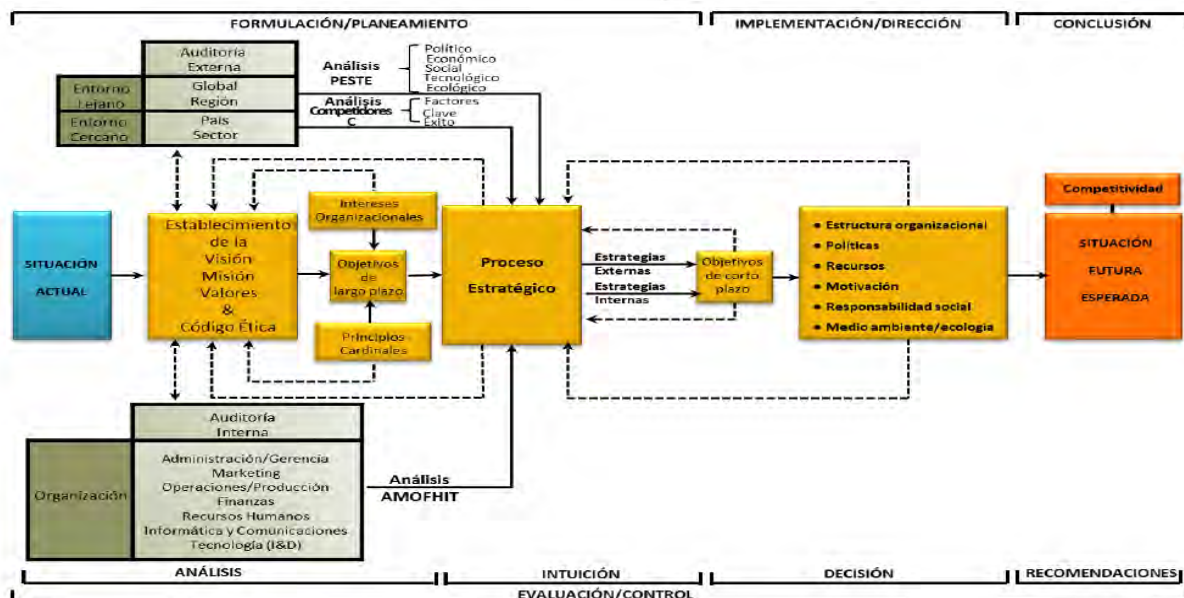 FORMULACIÓN/PLANEAMIENTO
IMPLEMENTACIÓN/DIRECCIÓN
CONCLUSIÓN
Auditoría
Externa
Entorno
Lejano
Global
Región
Entorno
Cercano
País
Sector
Análisis
PESTE
Político
Económico
Social
Tecnológico
Ecológico
Análisis
Competidores
C
Factores
Clave
Éxito
SITUACIÓN
ACTUAL
Establecimiento
de la
Visión
Misión
Valores
&
Código Ética
Intereses
Organizacionales
Objetivos
de
largo plazo
Principios
Cardinales
Proceso
Estratégico
Estrategias
Externas
Estrategias
Internas
Objetivos
de corto
plazo
• Estructura organizacional
• Políticas
• Recursos
• Motivación
• Responsabilidad social
• Medio ambiente/ecología
Competitividad
SITUACIÓN
FUTURA
ESPERADA
Auditoría
Interna
Organización
Administración/Gerencia
Marketing
Operaciones/Producción
Finanzas
Recursos Humanos
Informática y Comunicaciones
Tecnología (I&D)
Análisis
AMOFHIT
ANÁLISIS
INTUICIÓN
DECISIÓN
RECOMENDACIONES
EVALUACIÓN/CONTROL